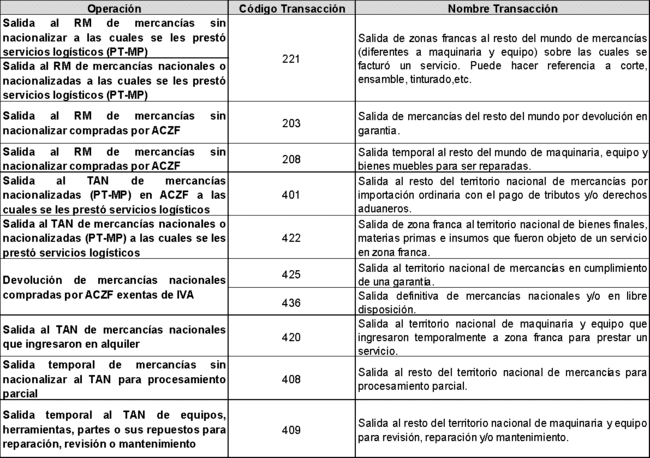 Operación
Código Transacción
Nombre Transacción
Salida al RM de mercancías sin
nacionalizar a las cuales se les prestó
servicios logísticos (PT-MP)
Salida al RM de mercancías nacionales o
nacionalizadas a las cuales se les prestó
servicios logísticos (PT-MP)
221
Salida de zonas francas al resto del mundo de mercancías
(diferentes a maquinaria y equipo) sobre las cuales se
facturó un servicio. Puede hacer referencia a corte,
ensamble, tinturado,etc.
Salida al RM de mercancías sin
nacionalizar compradas por ACZF
203
Salida de mercancías del resto del mundo por devolución en
garantía.
Salida al RM de mercancías sin
nacionalizar compradas por ACZF
208
Salida temporal al resto del mundo de maquinaria, equipo y
bienes muebles para ser reparadas.
Salida al TAN de mercancías
nacionalizadas (PT-MP) en ACZF a las
cuales se les prestó servicios logísticos
401
Salida al resto del territorio nacional de mercancías por
importación ordinaria con el pago de tributos y/o derechos
aduaneros.
Salida al TAN de mercancías nacionales o
nacionalizadas (PT-MP) a las cuales se les
prestó servicios logísticos
422
Salida de zona franca al territorio nacional de bienes finales,
materias primas e insumos que fueron objeto de un servicio
en zona franca.
Devolución de mercancías nacionales
compradas por ACZF exentas de IVA
425
Salida al territorio nacional de mercancías en cumplimiento
de una garantía.
436
Salida definitiva de mercancías nacionales y/o en libre
disposición.
Salida al TAN de mercancías nacionales
que ingresaron en alquiler
420
Salida al territorio nacional de maquinaria y equipo que
ingresaron temporalmente a zona franca para prestar un
servicio.
Salida temporal de mercancías sin
nacionalizar al TAN para procesamiento
parcial
408
Salida al resto del territorio nacional de mercancías para
procesamiento parcial.
Salida temporal al TAN de equipos,
herramientas, partes o sus repuestos para
reparación, revisión o mantenimiento
409
Salida al resto del territorio nacional de maquinaria y equipo
para revisión, reparación y/o mantenimiento.